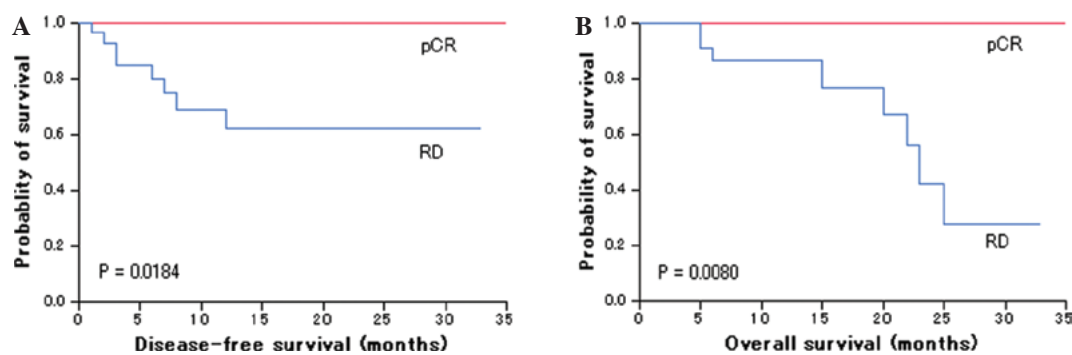 A
Probablity of survival
1.0
0.8
0.6
0.4
0.2
0.0
pCR
RD
P = 0.0184
0 5 10 15 20 25 30 35
Disease-free survival (months)
B
Probability of survival
1.0
0.8
0.6
0.4
0.2
0.0
pCR
RD
P = 0.0080
0 5 10 15 20 25 30 35
Overall survival (months)